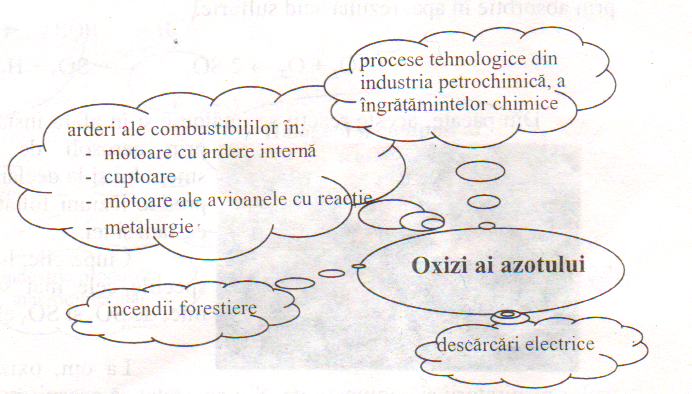 procese tehnologice din
industria petrochimică, a
îngrăţămintelor chimice
arderi ale combustibililor în:
- motoare cu ardere internă
cuptoare
- motoare ale avioanele cu reacţie
- metalurgie
Oxizi ai azotului
incendii forestiere
descărcări electrice